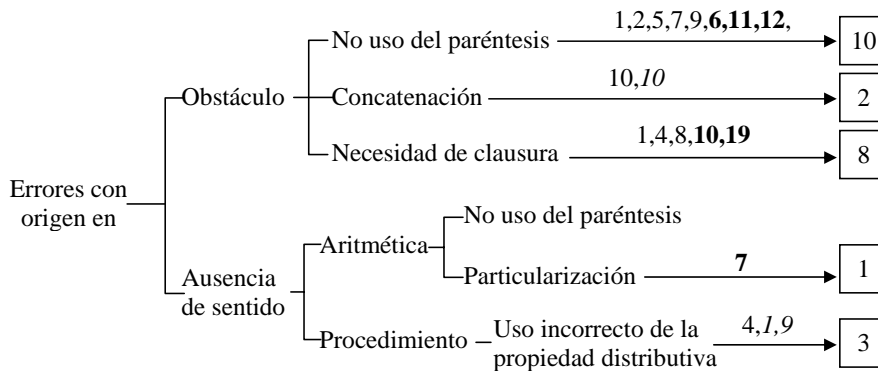 1,2,5,7,9,6,11,12,
No uso del paréntesis
10
10,10
Obstáculo
Concatenación
2
1,4,8,10,19
Necesidad de clausura
8
Errores con
origen en
No uso del paréntesis
Aritmética
7
Particularización
1
Ausencia
de sentido
4,1,9
Procedimiento
Uso incorrecto de la
propiedad distributiva
3